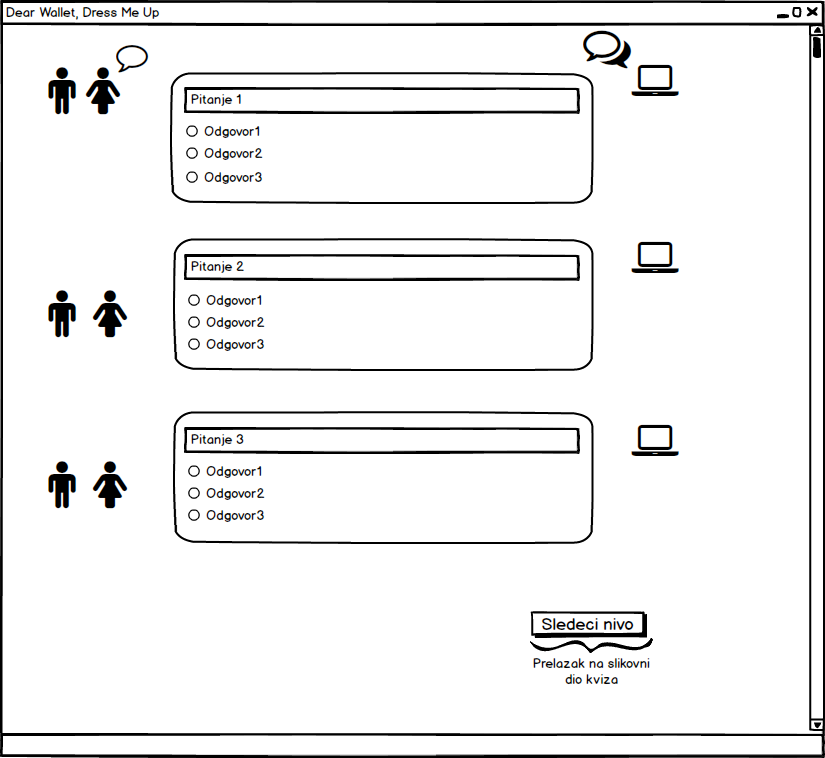 Dear Wallet, Dress Me Up
Pitanje 1
Odgovor1
Odgovor2
Odgovor3
Pitanje 2
Odgovor1
Odgovor2
Odgovor3
Pitanje 3
Odgovor1
Odgovor2
Odgovor3
Sledeci nivo
Prelazak na slikovni
dio kviza